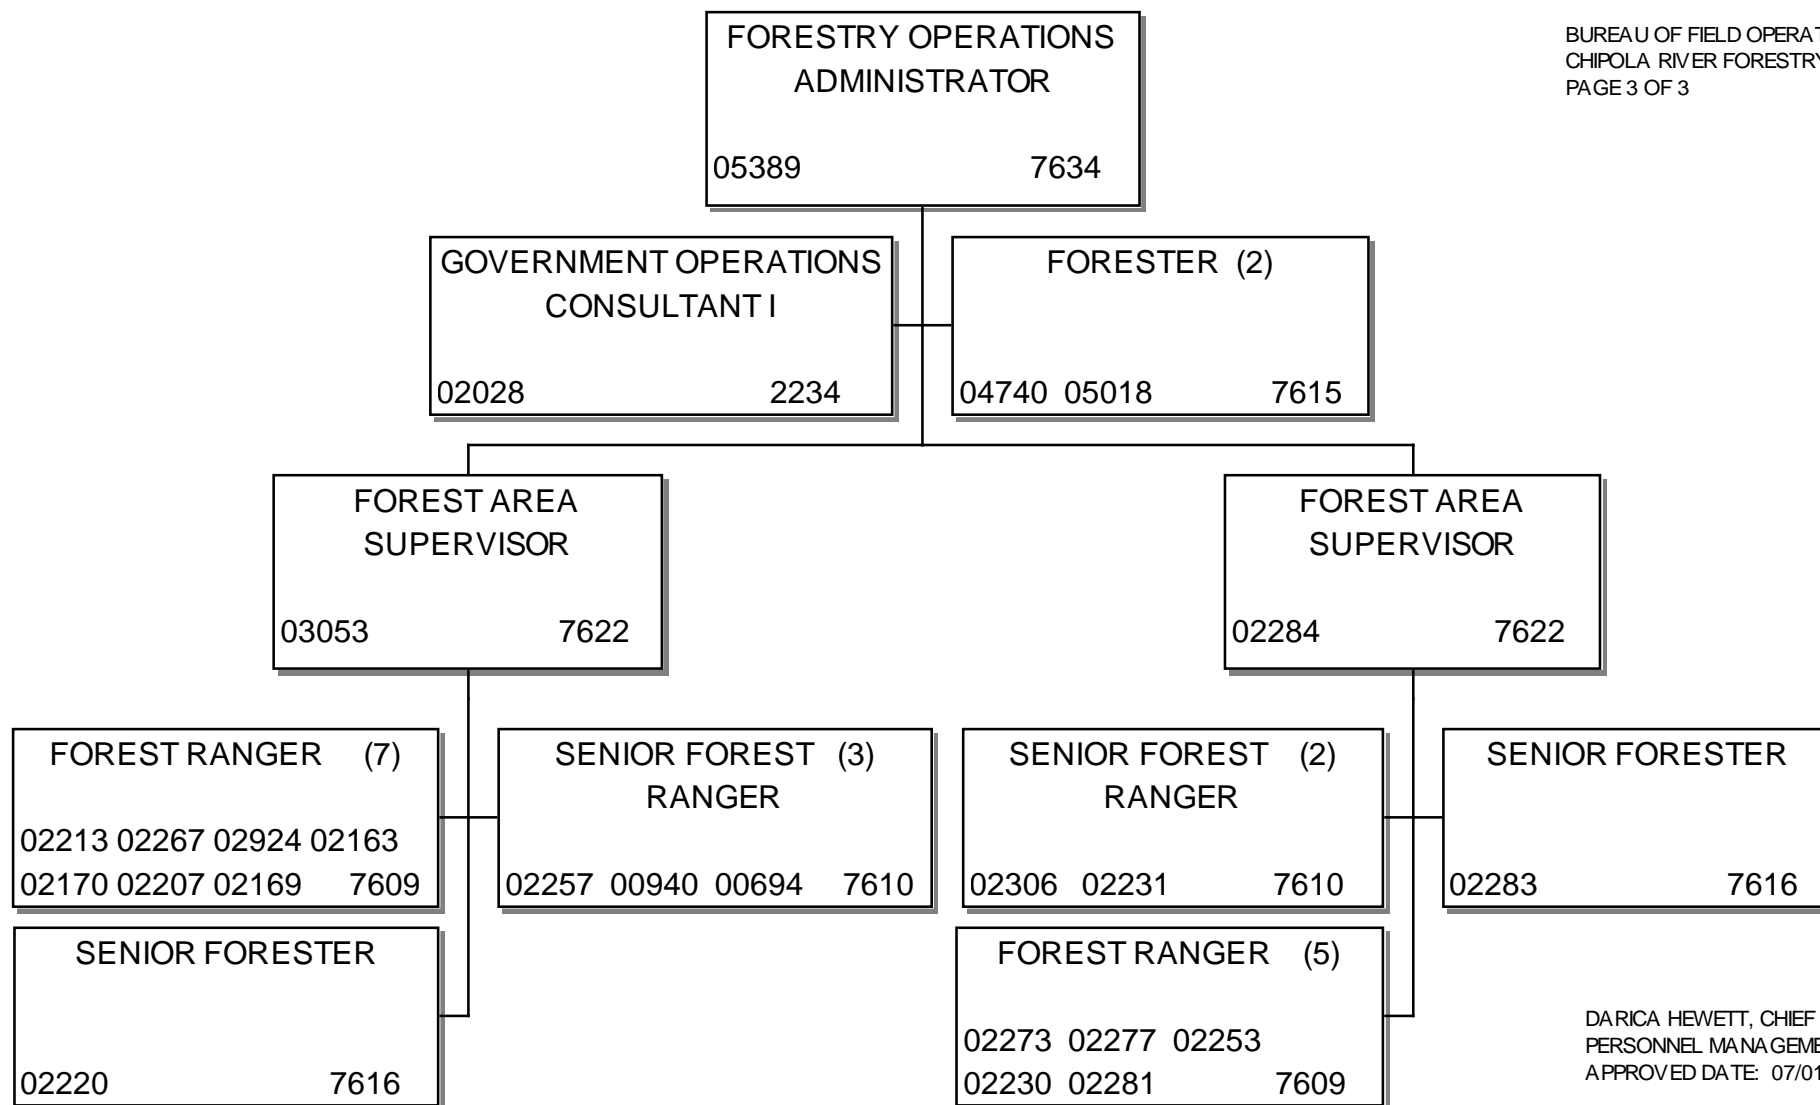 FORESTRY OPERATIONS
ADMINISTRATOR
05389 7634
BUREAU OF FIELD
CHIPOLA RIVER FORESTRY
PAGE 3 OF 3
GOVERNMENT OPERATIONS
CONSULTANT I
02028 2234
FORESTER (2)
04740 05018 7615
FOREST AREA
SUPERVISOR
03053 7622
FOREST AREA
SUPERVISOR
02284 7622
FOREST RANGER (7)
02213 02267 02924 02163
02170 02207 02169 7609
SENIOR FOREST (3)
RANGER
02257 00940 00694 7610
SENIOR FOREST (2)
RANGER
02306 02231 7610
SENIOR FORESTER
02283 7616
SENIOR FORESTER
02220 7616
FOREST RANGER (5)
02273 02277 02253
02230 02281 7609
DARICA HEWETT, CHIEF
PERSONNEL
APPROVED DATE: 07/01